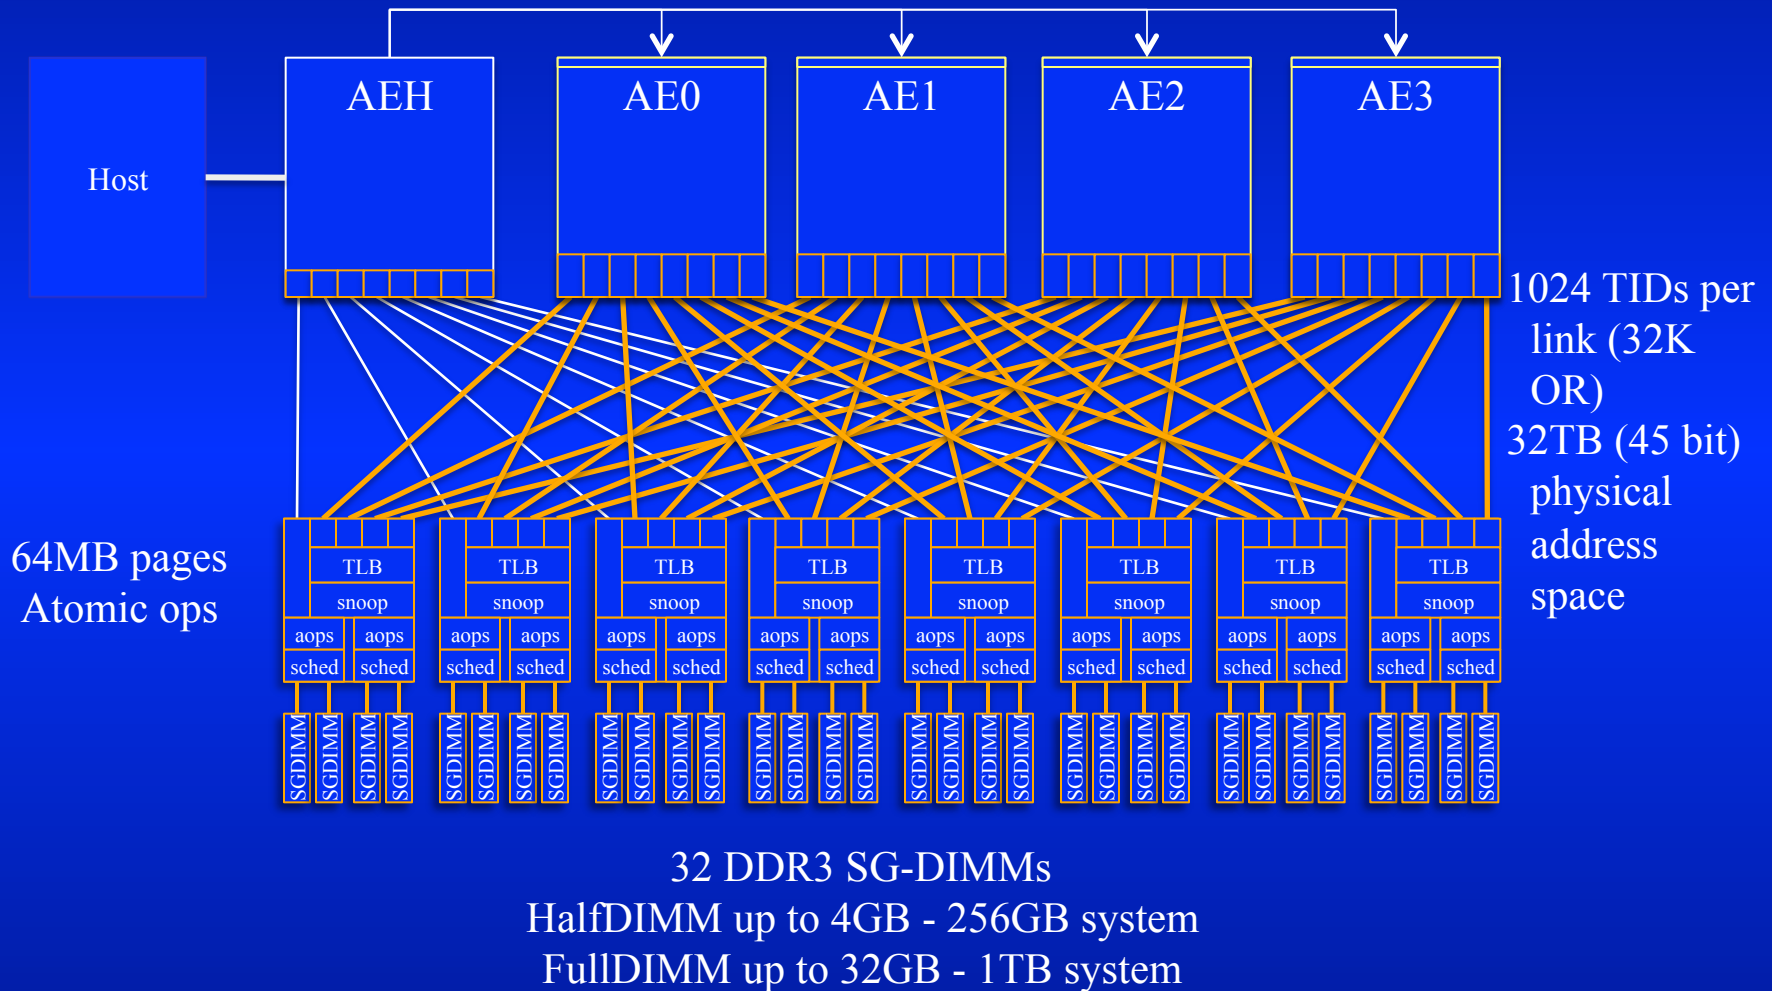 AEH AE0 AE1 AE2 AE3
Host
1024 TIDs per
link (32K
OR)
32TB (45 bit)
physical
address
space
64MB pages
Atomic ops
TLB TLB TLB TLB TLB TLB TLB TLB
snoop snoop snoop snoop snoop snoop snoop snoop
aops aops aops aops aops aops aops aops aops aops aops aops aops aops aops aops
sched sched sched sched sched sched sched sched sched sched sched sched sched sched sched sched
SGDIMM SGDIMM SGDIMM SGDIMM SGDIMM SGDIMM SGDIMM SGDIMM SGDIMM SGDIMM SGDIMM SGDIMM SGDIMM SGDIMM SGDIMM SGDIMM SGDIMM SGDIMM SGDIMM SGDIMM SGDIMM SGDIMM SGDIMM SGDIMM SGDIMM SGDIMM SGDIMM SGDIMM SGDIMM SGDIMM SGDIMM SGDIMM
32 DDR3 SG-DIMMs
HalfDIMM up to 4GB - 256GB system
FullDIMM up to 32GB - 1TB system